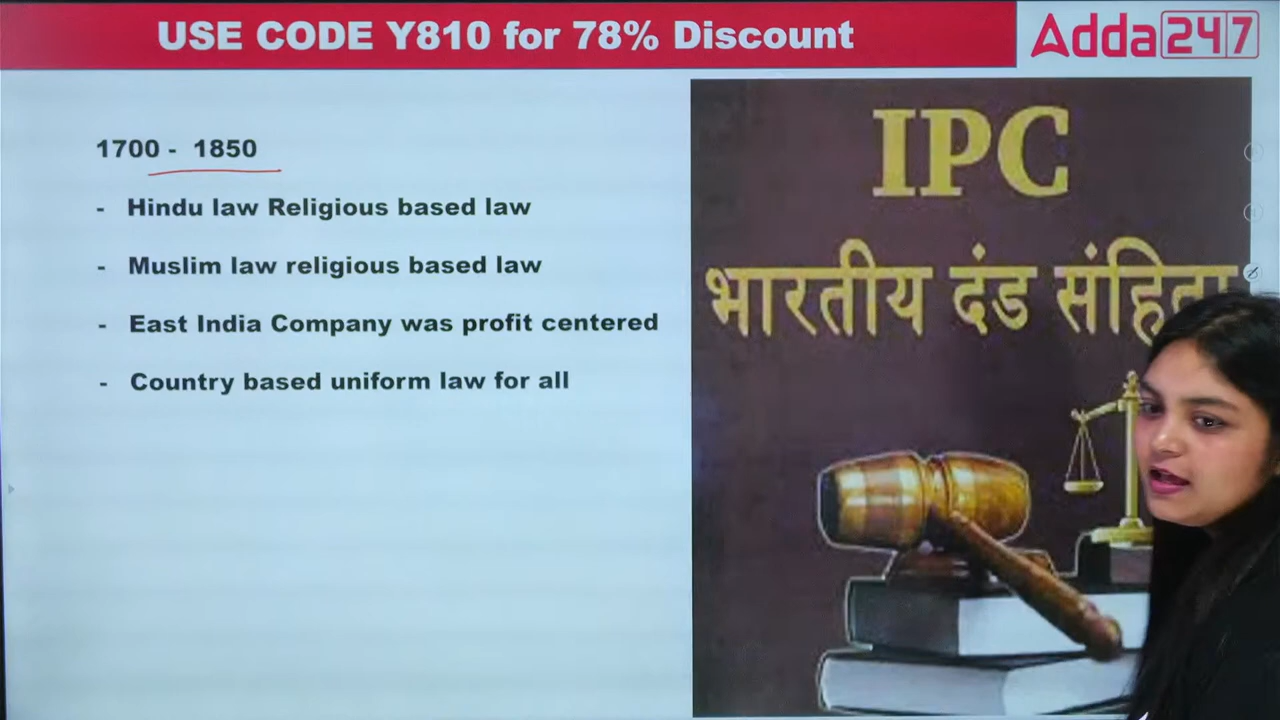 USE CODE Y810 for 78% Discount
Adda247
1700 - 1850
- Hindu law Religious based law
- Muslim law religious based law
- East India Company was profit centered
- Country based uniform law for all
IPC
भारतीय दंड संहिता